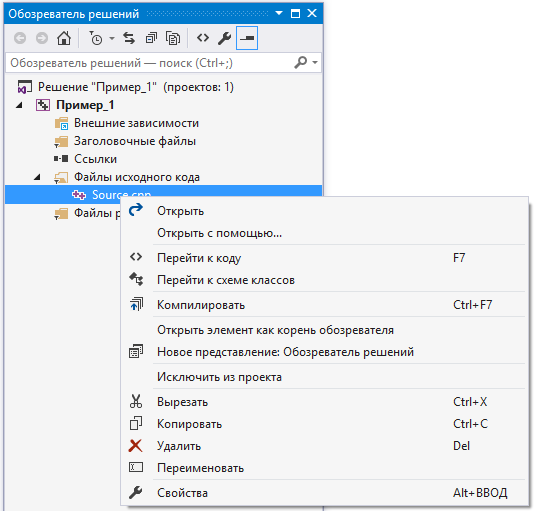 Обозреватель решений
Обозреватель решений — поиск (Ctrl+;)
Решение "Пример_1" (проектов: 1)
Пример_1
Внешние зависимости
Заголовочные файлы
Ссылки
Файлы исходного кода
Source.cpp
Файлы
Открыть
Открыть с помощью...
Перейти к коду F7
Перейти к схеме классов
Компилировать Ctrl+F7
Открыть элемент как корень обозревателя
Новое представление: Обозреватель решений
Исключить из проекта
Вырезать Ctrl+X
Копировать Ctrl+C
Удалить Del
Переименовать
Свойства Alt+ВВОД